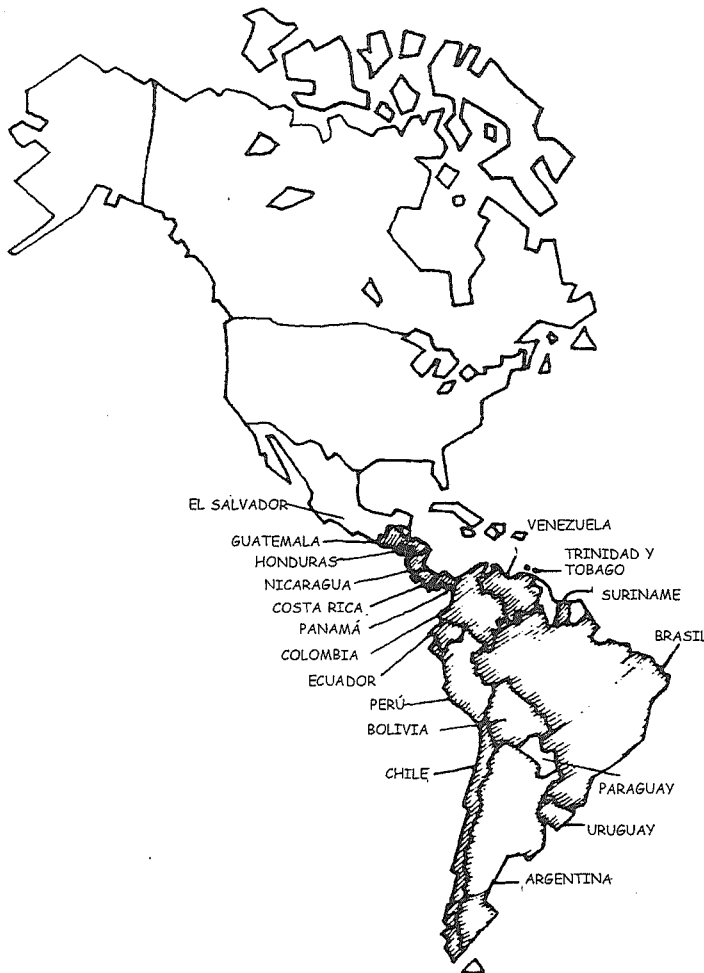 EL SALVADOR
VENEZUELA
GUATEMALA
TRINIDAD Y
TOBAGO
HONDURAS
NICARAGUA
SURINAME
COSTA RICA
PANAMÁ
BRASIL
COLOMBIA
ECUADOR
PERÚ
BOLIVIA
CHILE
PARAGUAY
URUGUAY
ARGENTINA